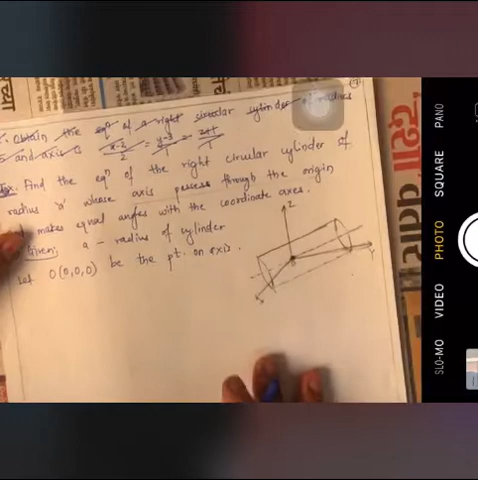 Obtain the eqⁿ of a right circular cylinder of radius
5 and axis is x-2/2 = y-3/1 = z+1/1
Ex: Find the eqⁿ of the right circular cylinder of
radius 'a' whose axis passess through the origin
makes equal angles with the coordinate axes.
Given; a - radius of cylinder
Let O(0,0,0) be the pt. on axis.
Z
Y
X
PANO
SQUARE
PHOTO
VIDEO
SLO-MO